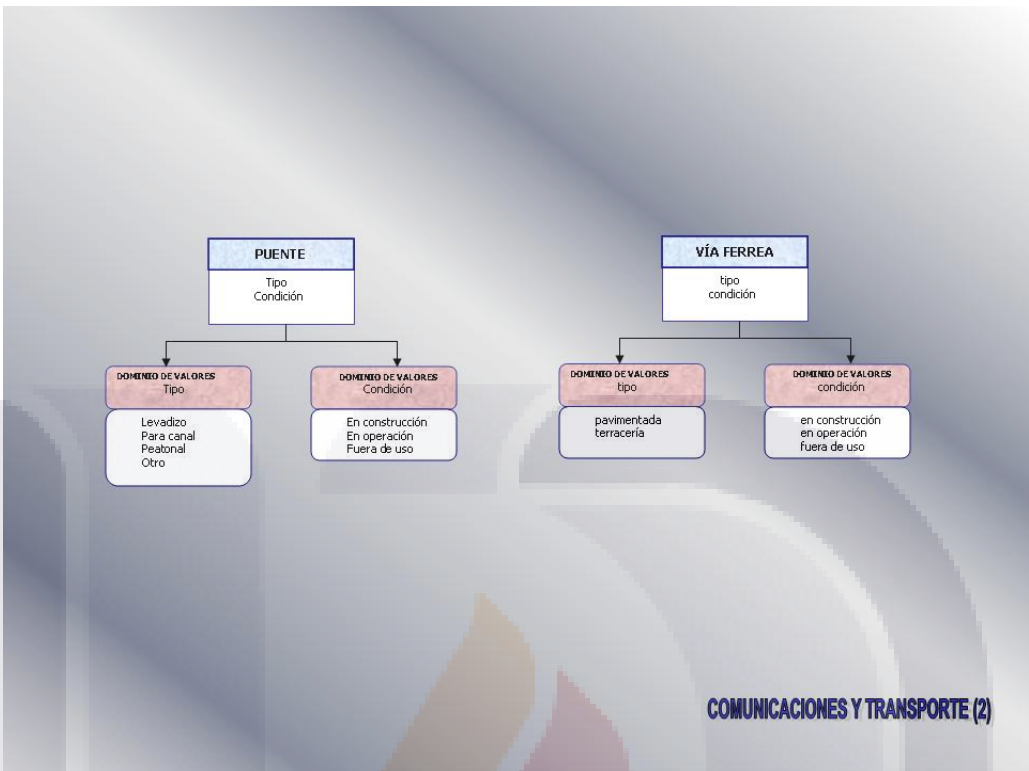 PUENTE
Tipo
Condición
DOMINIO DE VALORES
Tipo
Levadizo
Para canal
Peatonal
Otro
DOMINIO DE VALORES
Condición
En construcción
En operación
Fuera de uso
VÍA FERREA
tipo
condición
DOMINIO DE VALORES
tipo
pavimentada
terracería
DOMINIO DE VALORES
condición
en construcción
en operación
fuera de uso
COMUNICACIONES Y TRANSPORTE (2)